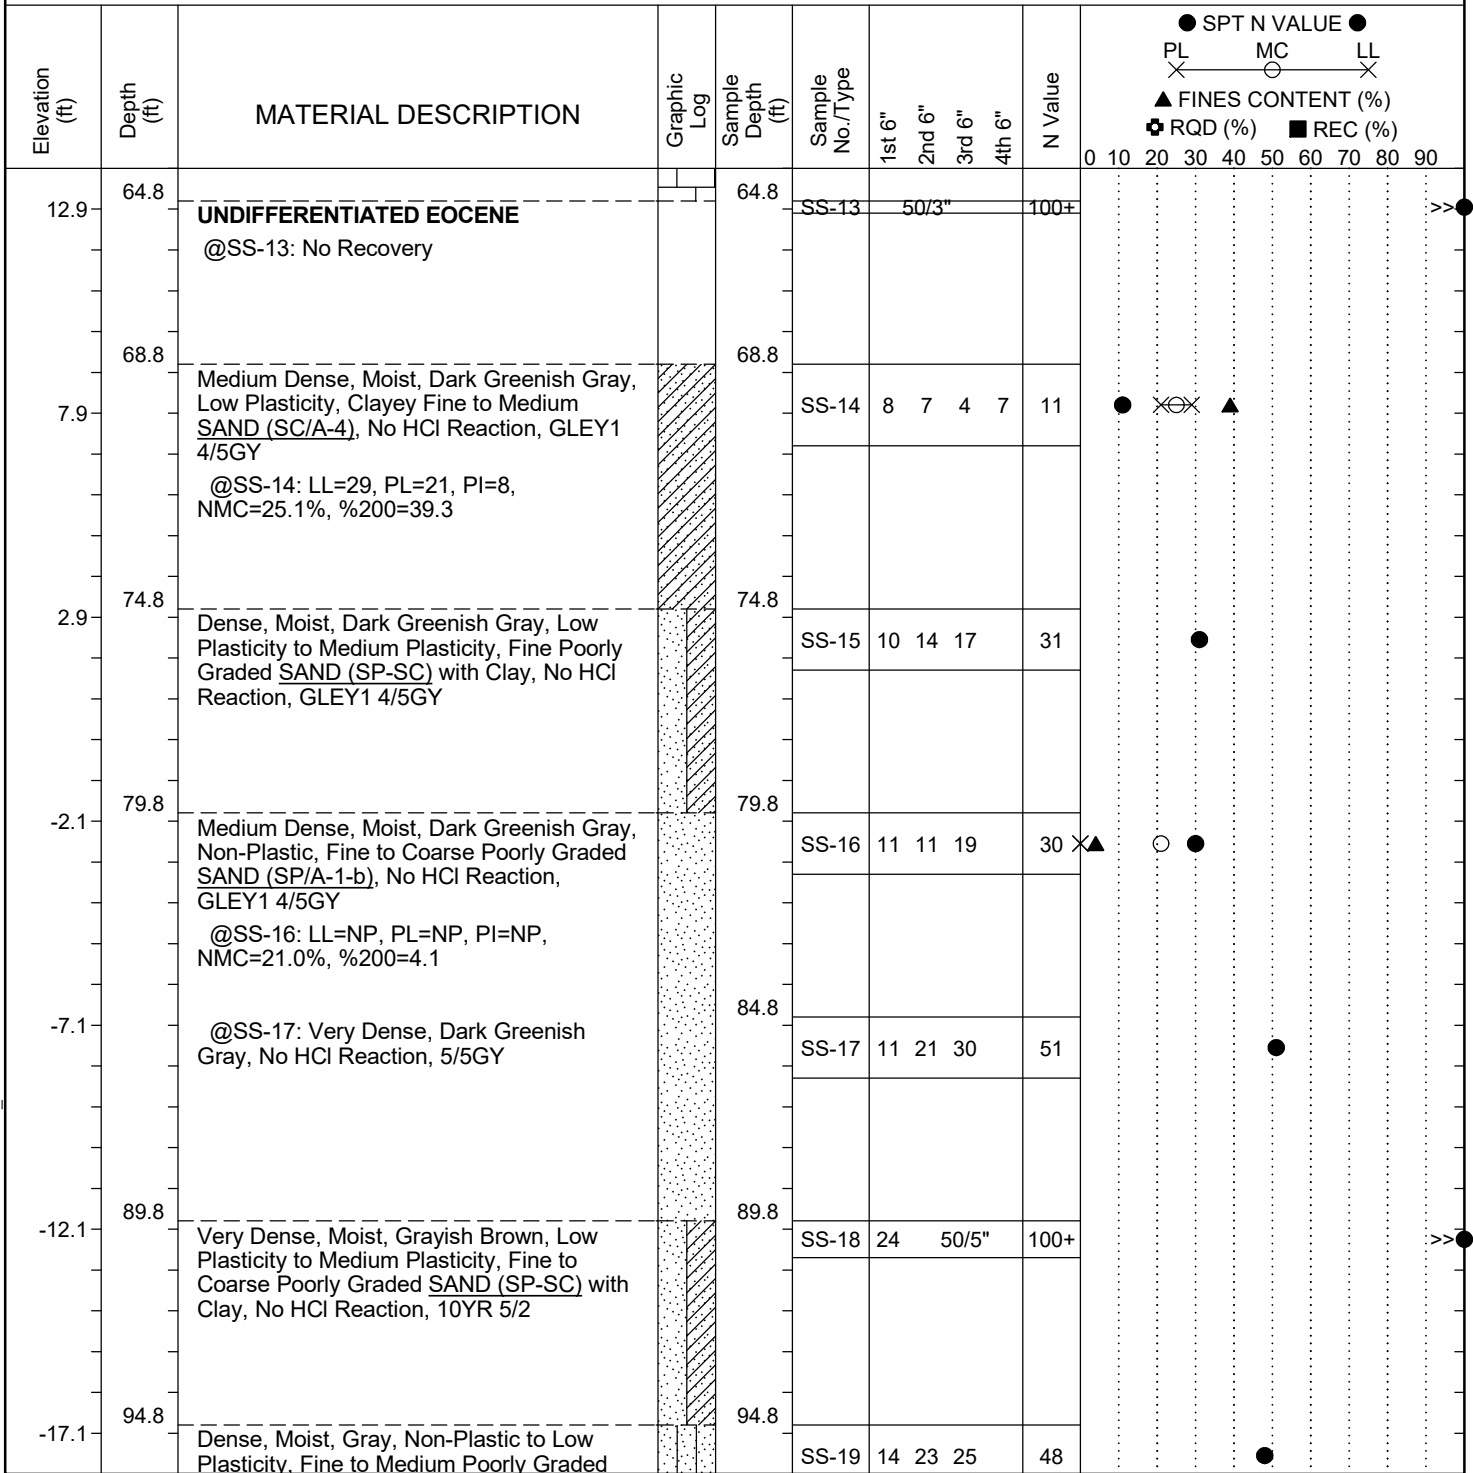 ● SPT N VALUE ●
PL MC LL
▲ FINES CONTENT (%)
RQD (%) ■ REC (%)
Elevation (ft)
Depth (ft)
MATERIAL DESCRIPTION
Graphic Log
Sample Depth (ft)
Sample No./Type
1st 6"
2nd 6"
3rd 6"
4th 6"
N Value
0 10 20 30 40 50 60 70 80 90
64.8 64.8
12.9 UNDIFFERENTIATED EOCENE SS-13 50/3" 100+ >>
@SS-13: No Recovery
68.8 68.8
Medium Dense, Moist, Dark Greenish Gray,
7.9 Low Plasticity, Clayey Fine to Medium SS-14 8 7 4 7 11
SAND (SC/A-4), No HCl Reaction, GLEY1
4/5GY
@SS-14: LL=29, PL=21, PI=8,
NMC=25.1%, %200=39.3
74.8 74.8
2.9 Dense, Moist, Dark Greenish Gray, Low
Plasticity to Medium Plasticity, Fine Poorly SS-15 10 14 17 31
Graded SAND (SP-SC) with Clay, No HCl
Reaction, GLEY1 4/5GY
79.8 79.8
-2.1 Medium Dense, Moist, Dark Greenish Gray,
Non-Plastic, Fine to Coarse Poorly Graded SS-16 11 11 19 30
SAND (SP/A-1-b), No HCl Reaction,
GLEY1 4/5GY
@SS-16: LL=NP, PL=NP, PI=NP,
NMC=21.0%, %200=4.1
84.8
-7.1 @SS-17: Very Dense, Dark Greenish
Gray, No HCl Reaction, 5/5GY SS-17 11 21 30 51
89.8 89.8
-12.1 Very Dense, Moist, Grayish Brown, Low SS-18 24 50/5" 100+ >>
Plasticity to Medium Plasticity, Fine to
Coarse Poorly Graded SAND (SP-SC) with
Clay, No HCl Reaction, 10YR 5/2
94.8 94.8
-17.1 Dense, Moist, Gray, Non-Plastic to Low
Plasticity, Fine to Medium Poorly Graded SS-19 14 23 25 48